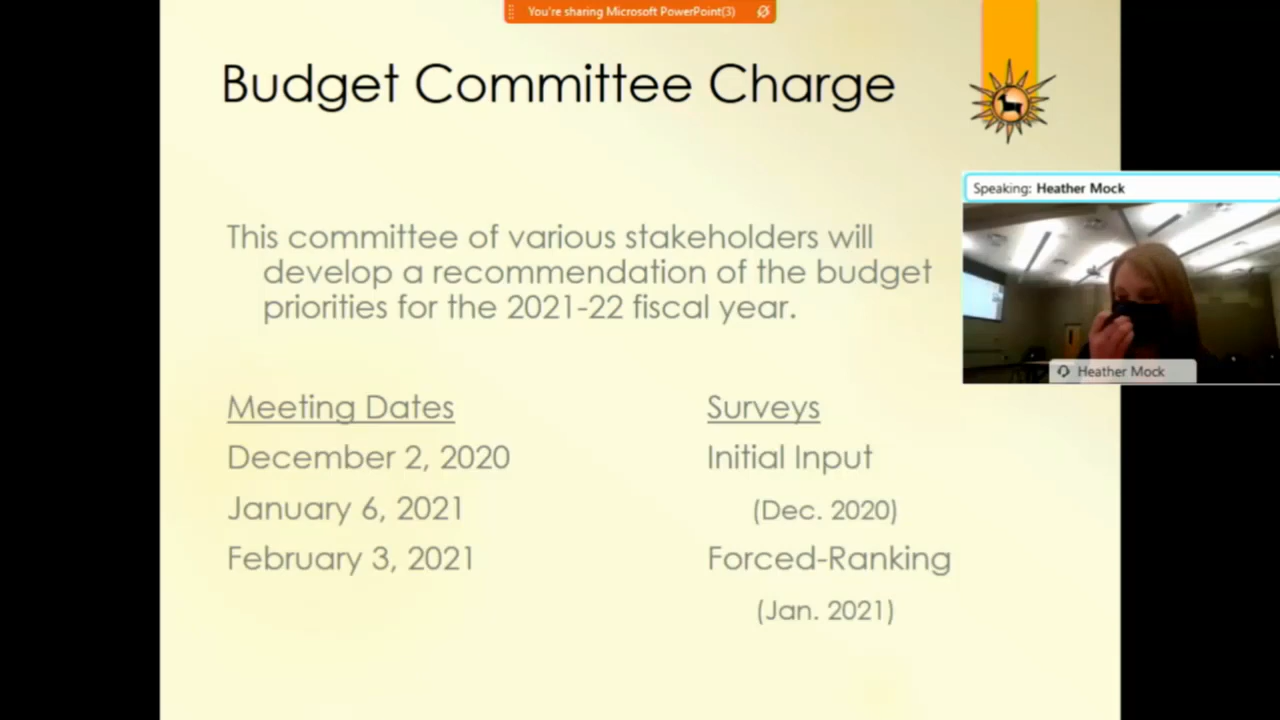 You're sharing Microsoft PowerPoint(3)
Budget Committee Charge
Speaking: Heather Mock
This committee of various stakeholders will
develop a recommendation of the budget
priorities for the 2021-22 fiscal year.
Heather Mock
Meeting Dates
December 2, 2020
January 6, 2021
February 3, 2021
Surveys
Initial Input
(Dec. 2020)
Forced-Ranking
(Jan. 2021)